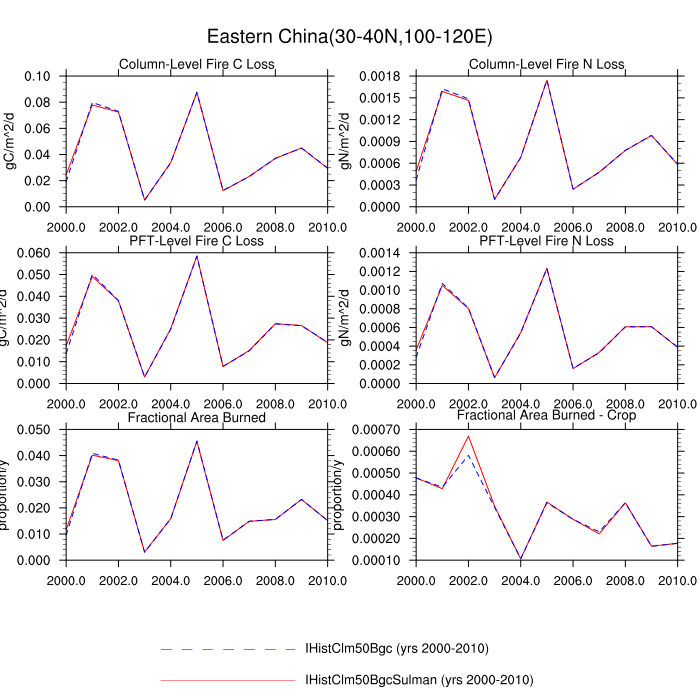 Eastern China(30-40N,100-120E)
Column-Level Fire C Loss
gC/m^2/d
0.10
0.08
0.06
0.04
0.02
0.00
2000.0 2002.0 2004.0 2006.0 2008.0 2010.0
Column-Level Fire N Loss
gN/m^2/d
0.0018
0.0015
0.0012
0.0009
0.0006
0.0003
0.0000
2000.0 2002.0 2004.0 2006.0 2008.0 2010.0
PFT-Level Fire C Loss
gC/m^2/d
0.060
0.050
0.040
0.030
0.020
0.010
0.000
2000.0 2002.0 2004.0 2006.0 2008.0 2010.0
PFT-Level Fire N Loss
gN/m^2/d
0.0014
0.0012
0.0010
0.0008
0.0006
0.0004
0.0002
0.0000
2000.0 2002.0 2004.0 2006.0 2008.0 2010.0
Fractional Area Burned
proportion/y
0.050
0.040
0.030
0.020
0.010
0.000
2000.0 2002.0 2004.0 2006.0 2008.0 2010.0
Fractional Area Burned - Crop
proportion/y
0.00070
0.00050
0.00040
0.00020
0.00010
2000.0 2002.0 2004.0 2006.0 2008.0 2010.0
IHistClm50Bgc (yrs 2000-2010)
IHistClm50BgcSulman (yrs 2000-2010)